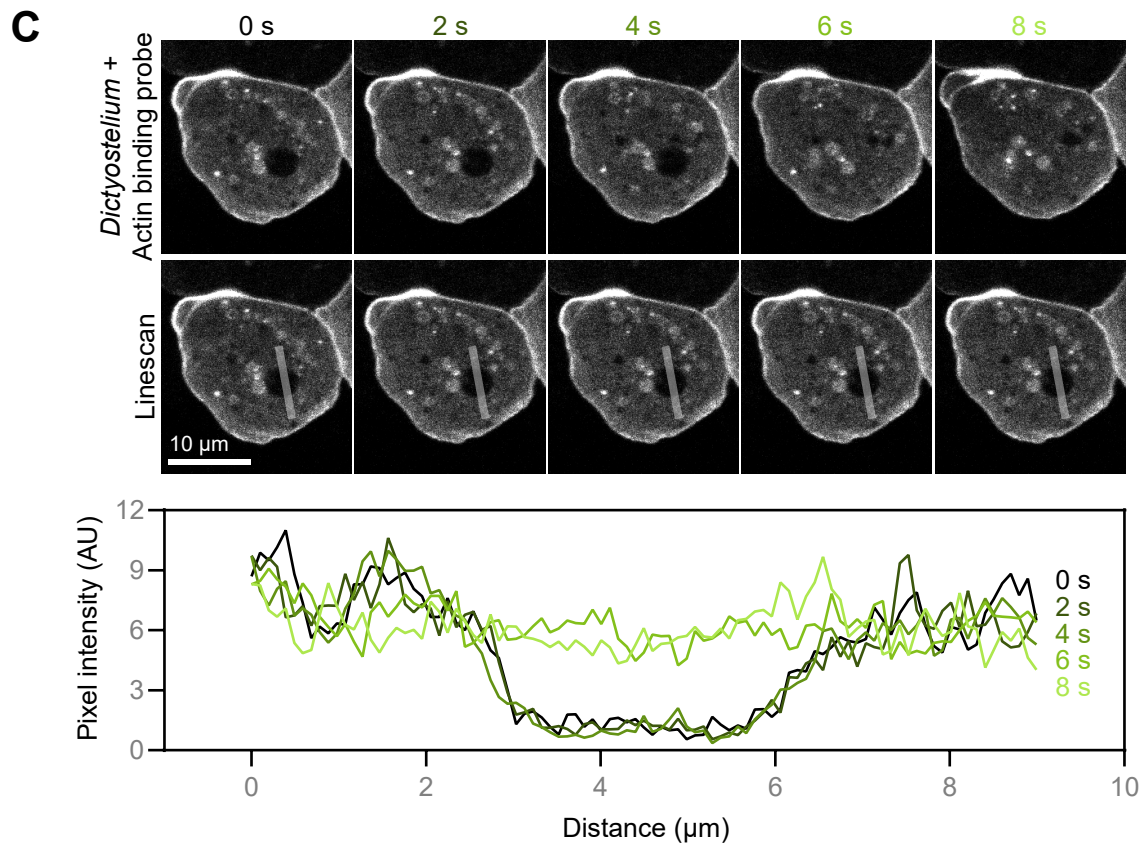 C
0 s 2 s 4 s 6 s 8 s
Dictyostelium +
Actin binding probe
Linescan
10 µm
Pixel intensity (AU)
12
9
6
3
0
0 s
2 s
4 s
6 s
8 s
0 2 4 6 8 10
Distance (µm)